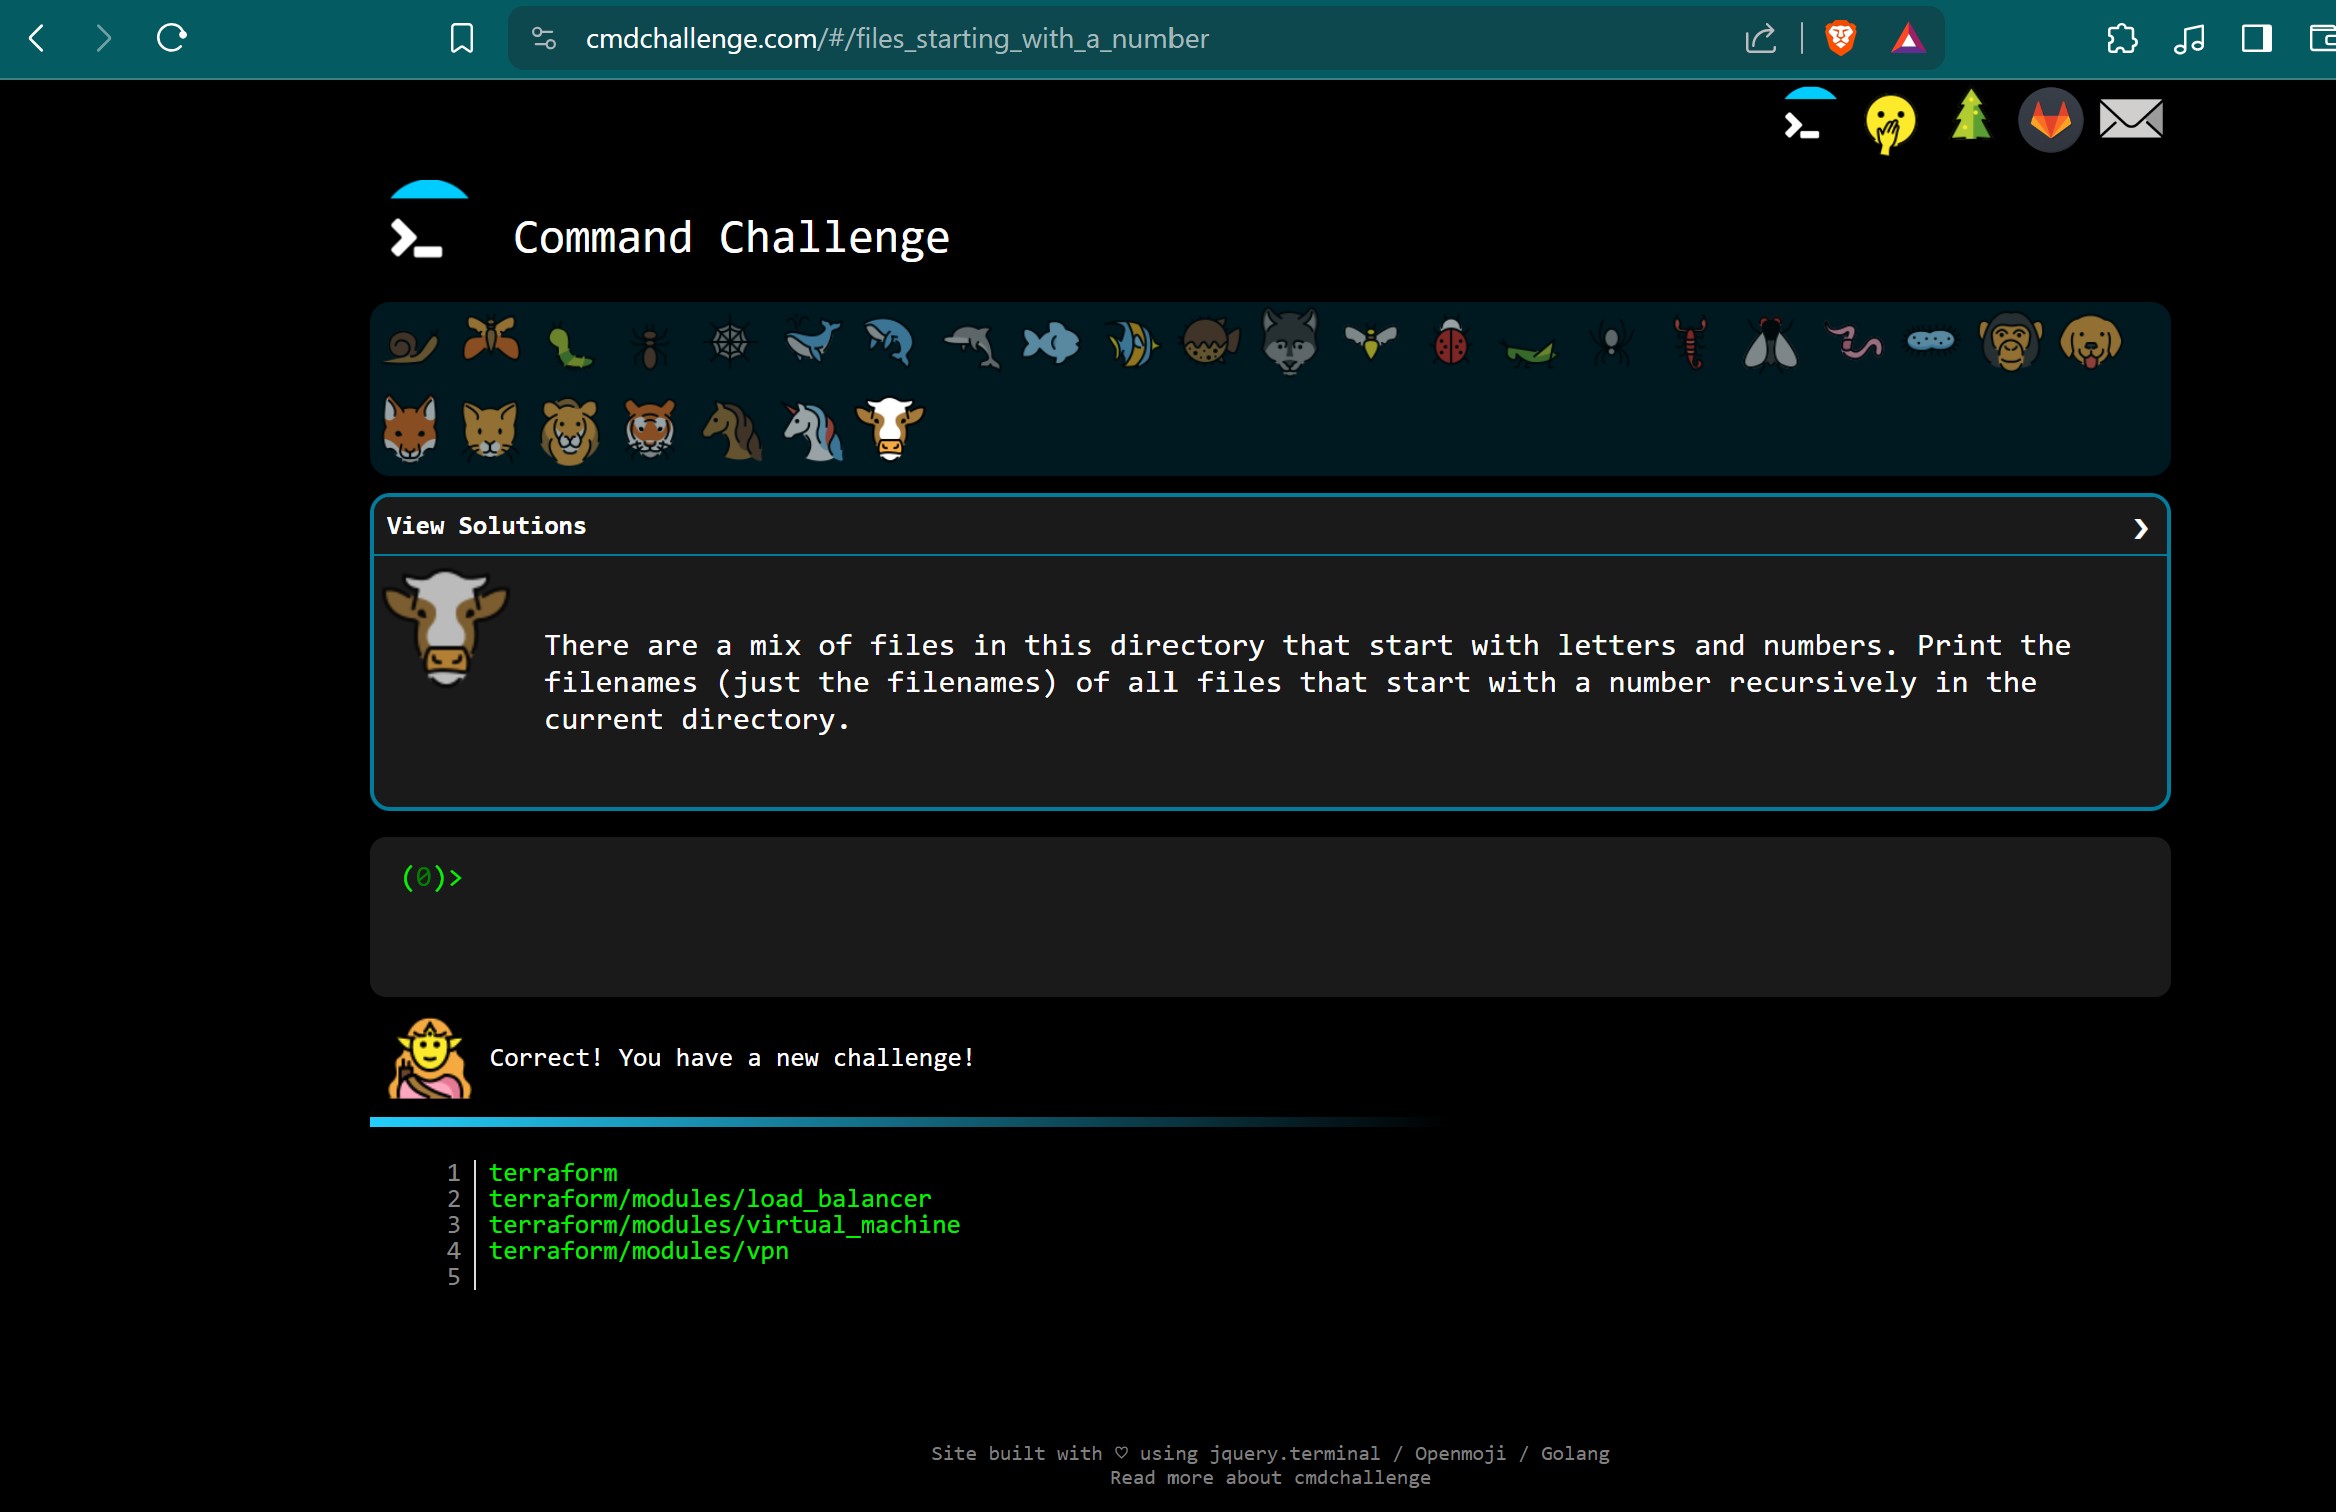 cmdchallenge.com/#/files_starting_with_a_number
Command Challenge
View Solutions
There are a mix of files in this directory that start with letters and numbers. Print the
filenames (just the filenames) of all files that start with a number recursively in the
current directory.
(0)>
Correct! You have a new challenge!
1 terraform
2 terraform/modules/load_balancer
3 terraform/modules/virtual_machine
4 terraform/modules/vpn
5
Site built with ♡ using jquery.terminal / Openmoji / Golang
Read more about cmdchallenge